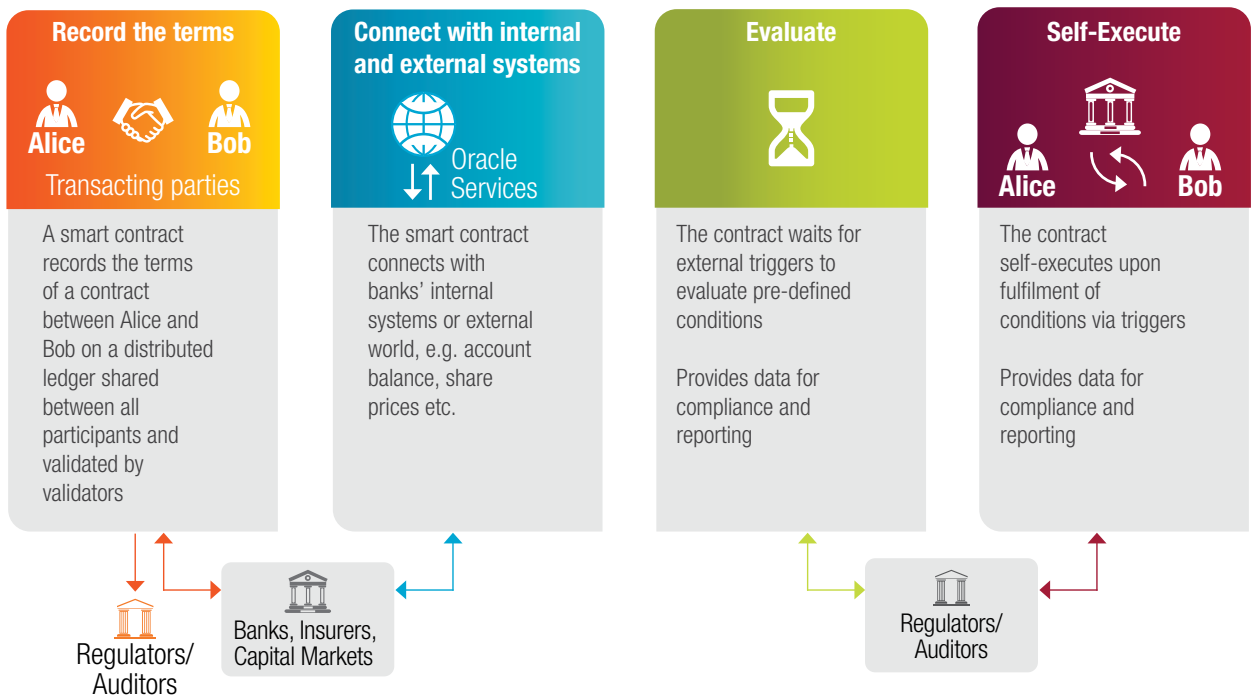 Record the terms
Alice
Bob
Transacting parties
A smart contract
records the terms
of a contract
between Alice and
Bob on a distributed
ledger shared
between all
participants and
validated by
validators
Connect with internal
and external systems
Oracle
Services
The smart contract
connects with
banks’ internal
systems or external
world, e.g. account
balance, share
prices etc.
Evaluate
The contract waits for
external triggers to
evaluate pre-defined
conditions
Provides data for
compliance and
reporting
Self-Execute
Alice
Bob
The contract
self-executes upon
fulfilment of
conditions via triggers
Provides data for
compliance and
reporting
Regulators/
Auditors
Banks, Insurers,
Capital Markets
Regulators/
Auditors